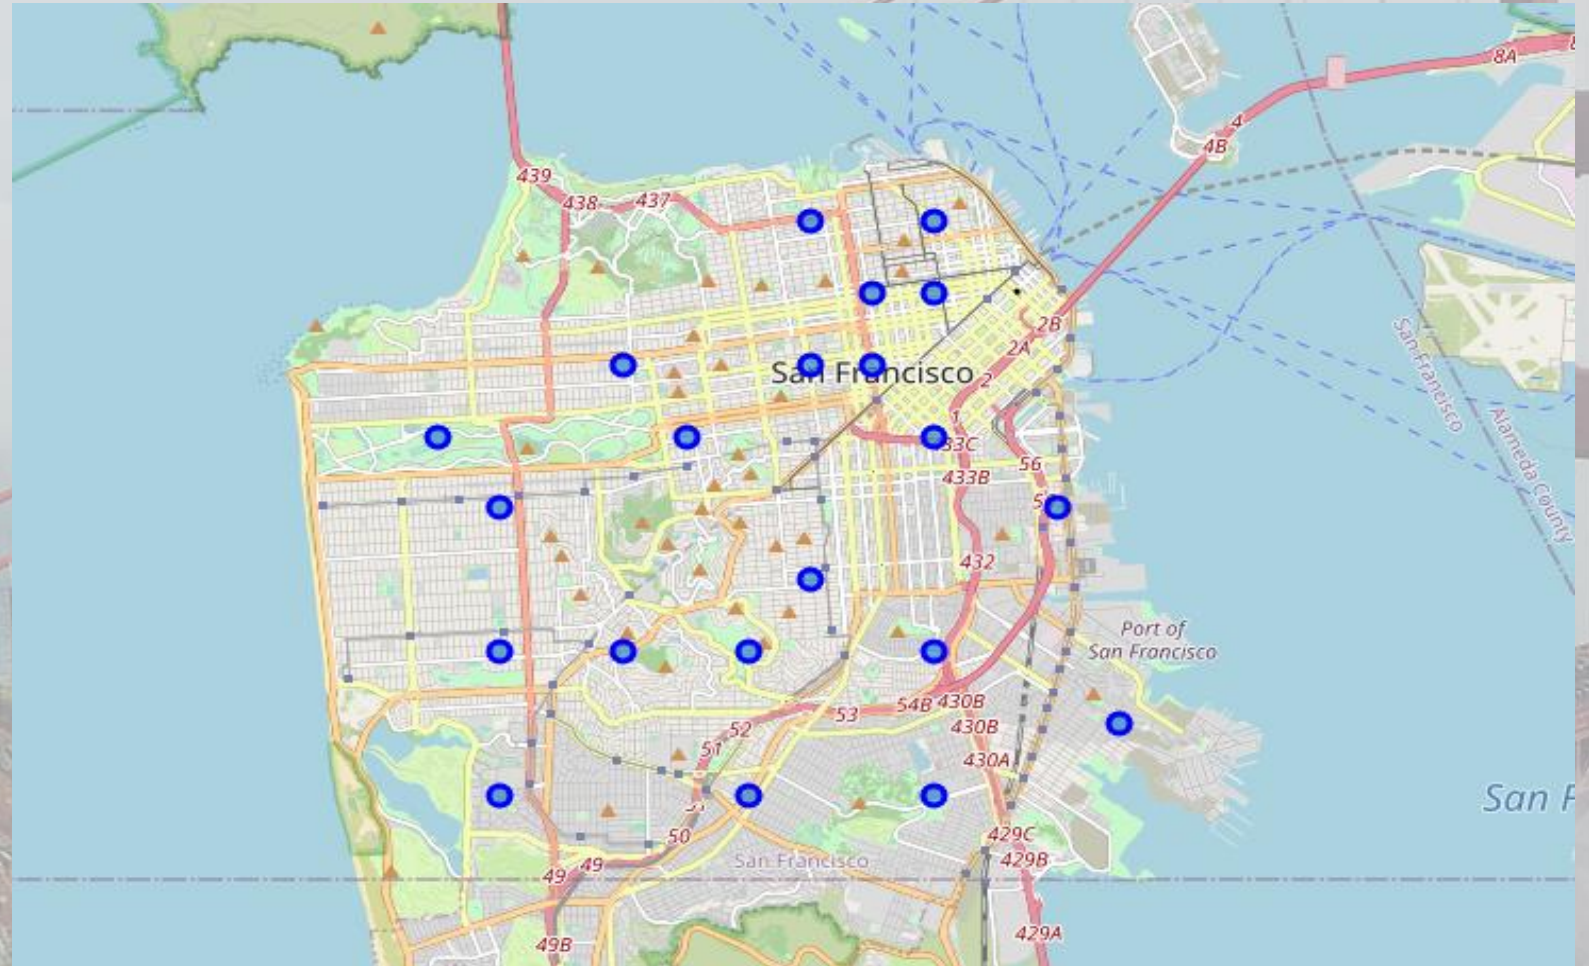 8A
4
4B
439
438
437
2B
2A
San Francisco
2
1
33C
56
433B
432
San Francisco
Alameda County
Port of
San Francisco
54B
430B
53
52
430B
51
430A
50
429C
San Francisco
429B
49
49
429A
49B
San F